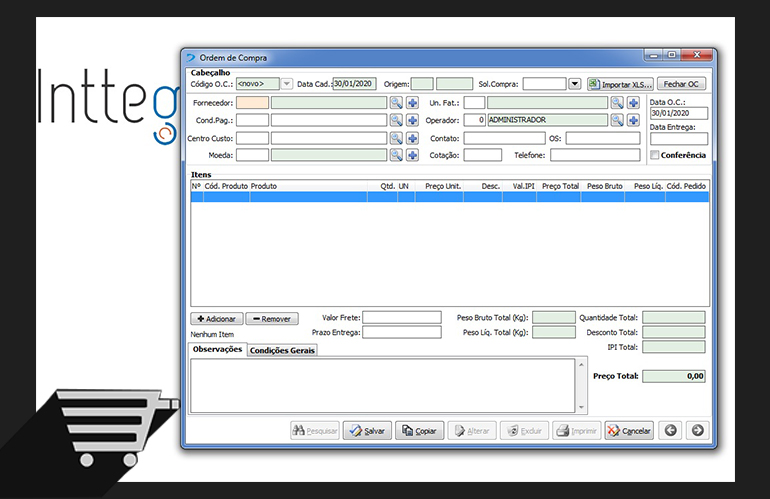 Ordem de Compra
Cabeçalho
Código O.C.: <novo> Data Cad.: 30/01/2020 Origem: Sol.Compra: Importar XLS... Fechar OC
Fornecedor: Un. Fat.: Data O.C.:
30/01/2020
Cond.Pag.: Operador: 0 ADMINISTRADOR
Data Entrega:
Centro Custo: Contato: OS:
Moeda: Cotação: Telefone: Conferência
Intteg
Itens
Nº Cód. Produto Produto Qtd. UN Preço Unit. Desc. Val.IPI Preço Total Peso Bruto Peso Líq. Cód. Pedido
Adicionar Remover Valor Frete: Peso Bruto Total (Kg): Quantidade Total:
Nenhum Item Prazo Entrega: Peso Líq. Total (Kg): Desconto Total:
IPI Total:
Observações Condições Gerais
Preço Total: 0,00
Pesquisar Salvar Copiar Alterar Excluir Imprimir Cancelar